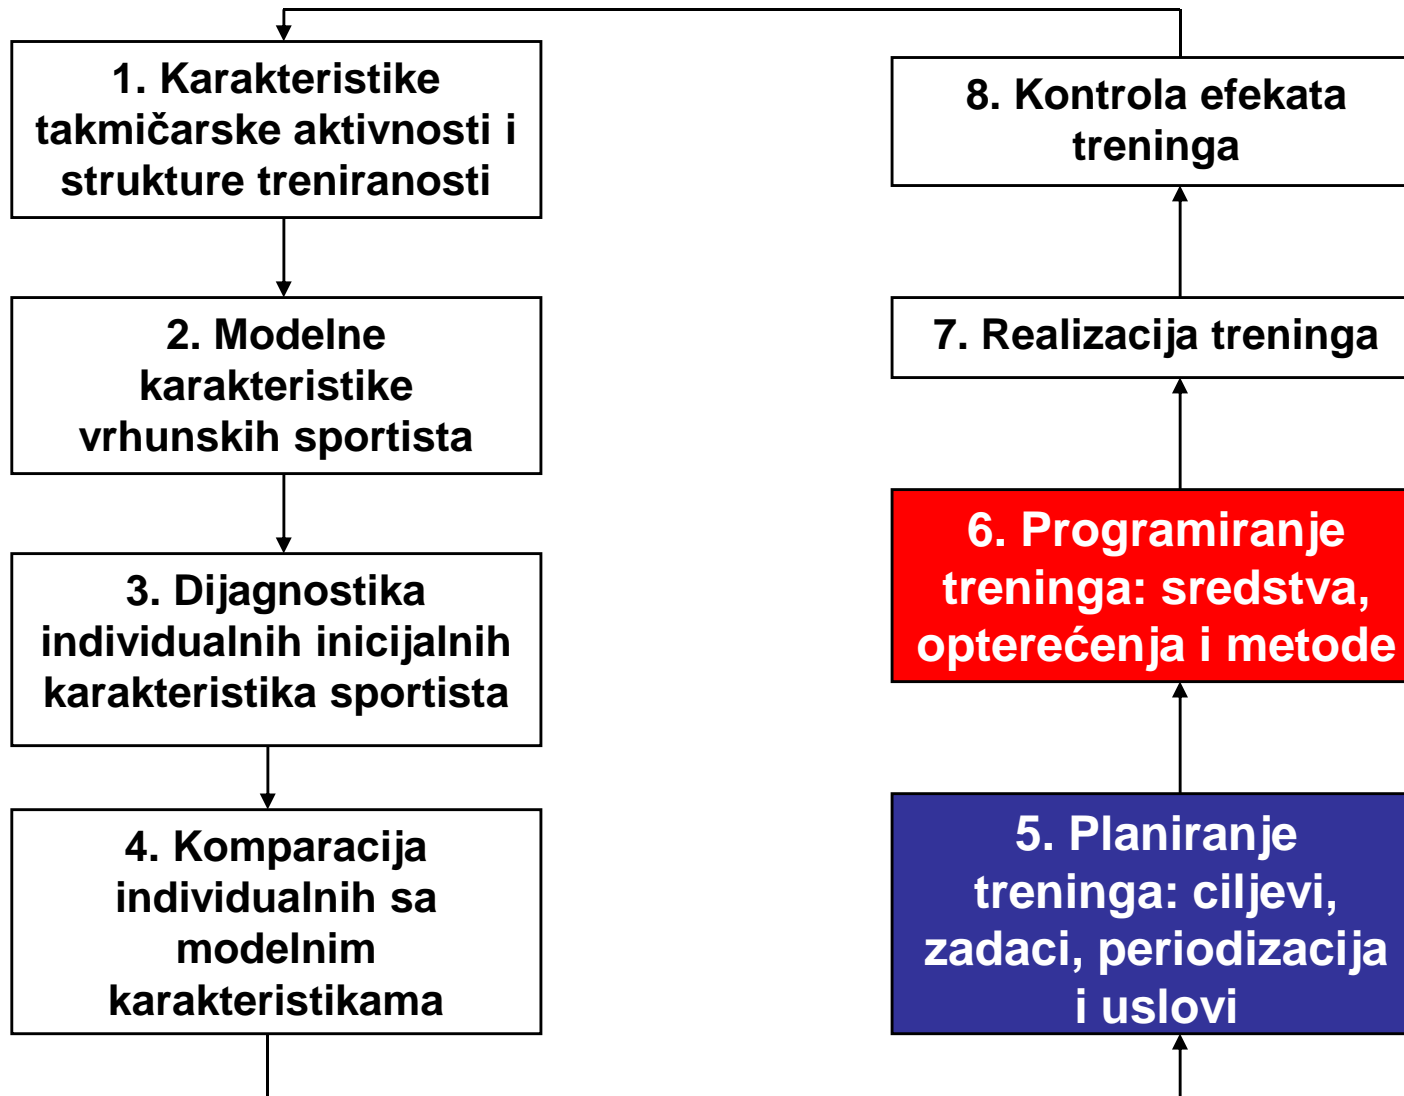 1. Karakteristike
takmičarske aktivnosti i
strukture treniranosti
2. Modelne
karakteristike
vrhunskih sportista
3. Dijagnostika
individualnih inicijalnih
karakteristika sportista
4. Komparacija
individualnih sa
modelnim
karakteristikama
5. Planiranje
treninga: ciljevi,
zadaci, periodizacija
i uslovi
6. Programiranje
treninga: sredstva,
opterećenja i metode
7. Realizacija treninga
8. Kontrola efekata
treninga